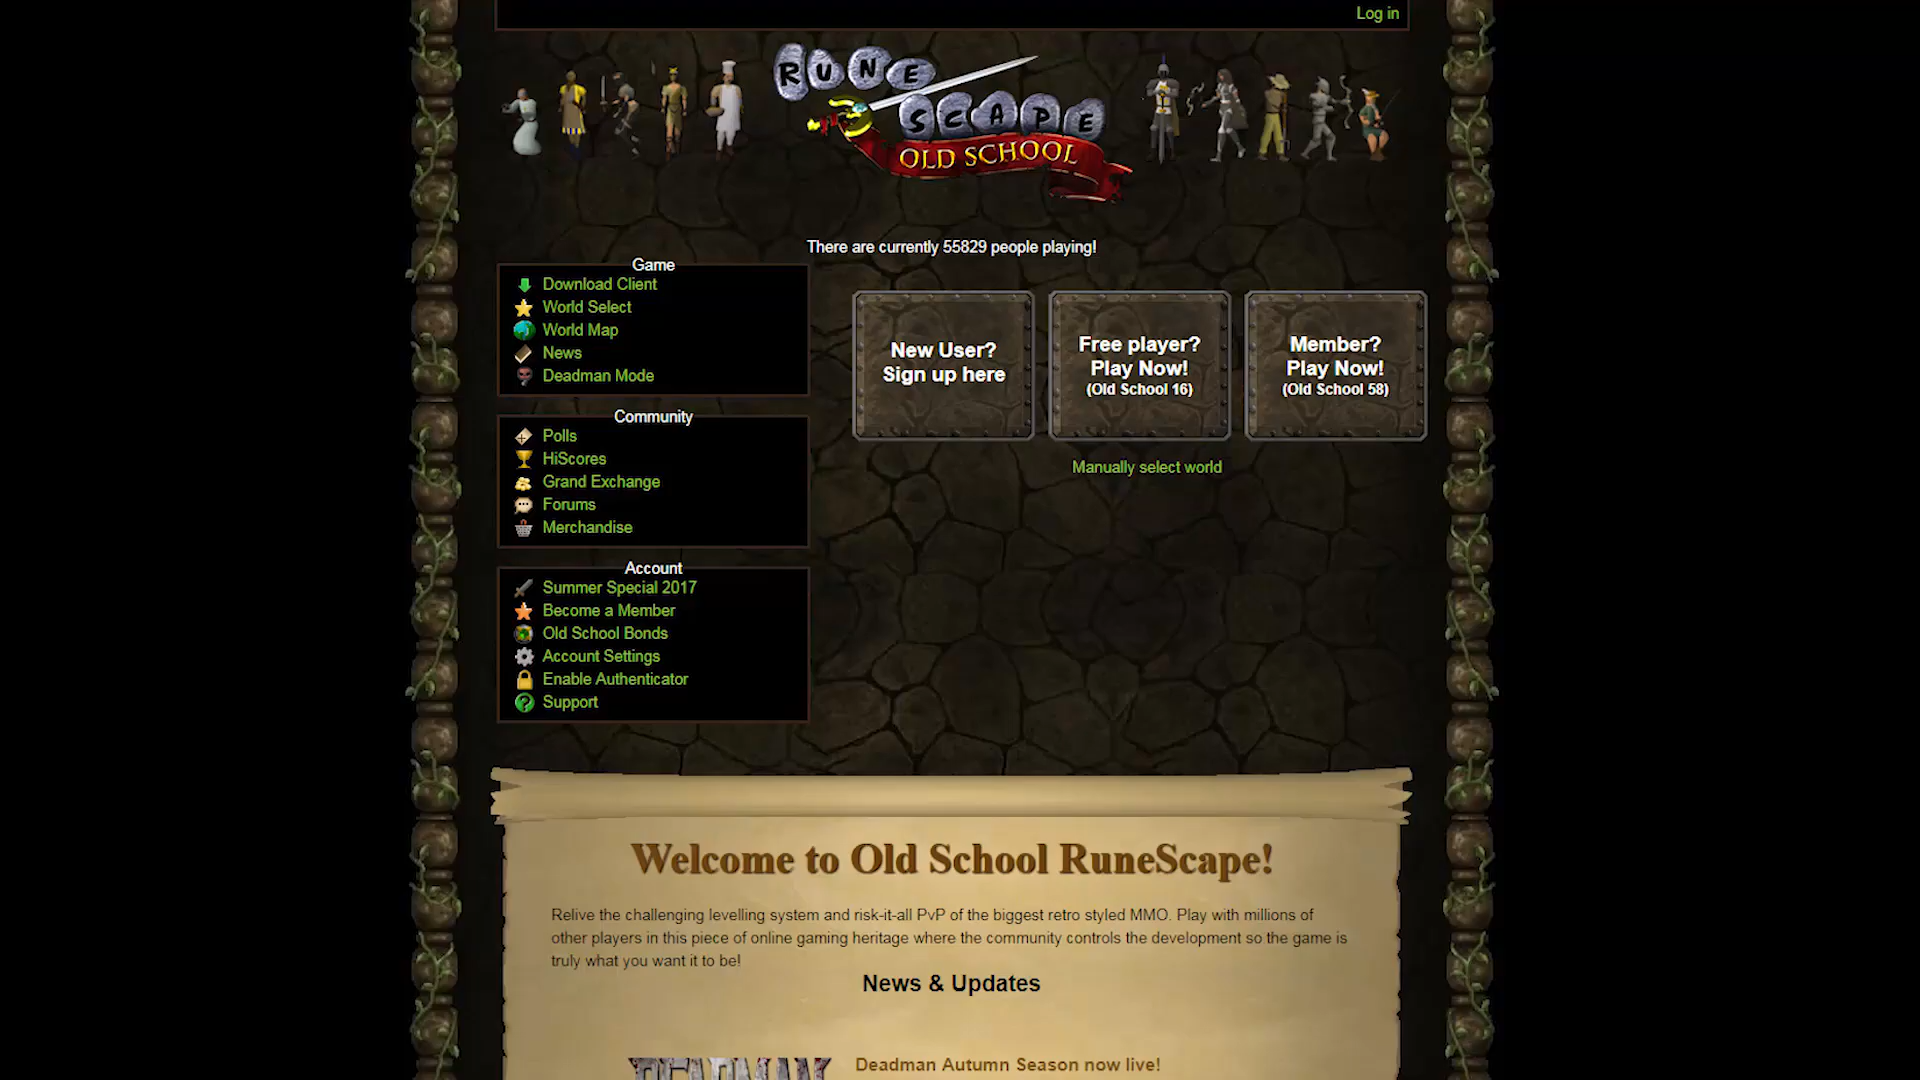 Log in
RUNE
SCAPE
OLD SCHOOL
There are currently 55829 people playing!
Game
Download Client
World Select
World Map
News
Deadman Mode
Community
Polls
HiScores
Grand Exchange
Forums
Merchandise
Account
Summer Special 2017
Become a Member
Old School Bonds
Account Settings
Enable Authenticator
Support
New User?
Sign up here
Free player?
Play Now!
(Old School 16)
Member?
Play Now!
(Old School 58)
Manually select world
Welcome to Old School RuneScape!
Relive the challenging levelling system and risk-it-all PvP of the biggest retro styled MMO. Play with millions of
other players in this piece of online gaming heritage where the community controls the development so the game is
truly what you want it to be!
News & Updates
DEADMAN
Deadman Autumn Season now live!